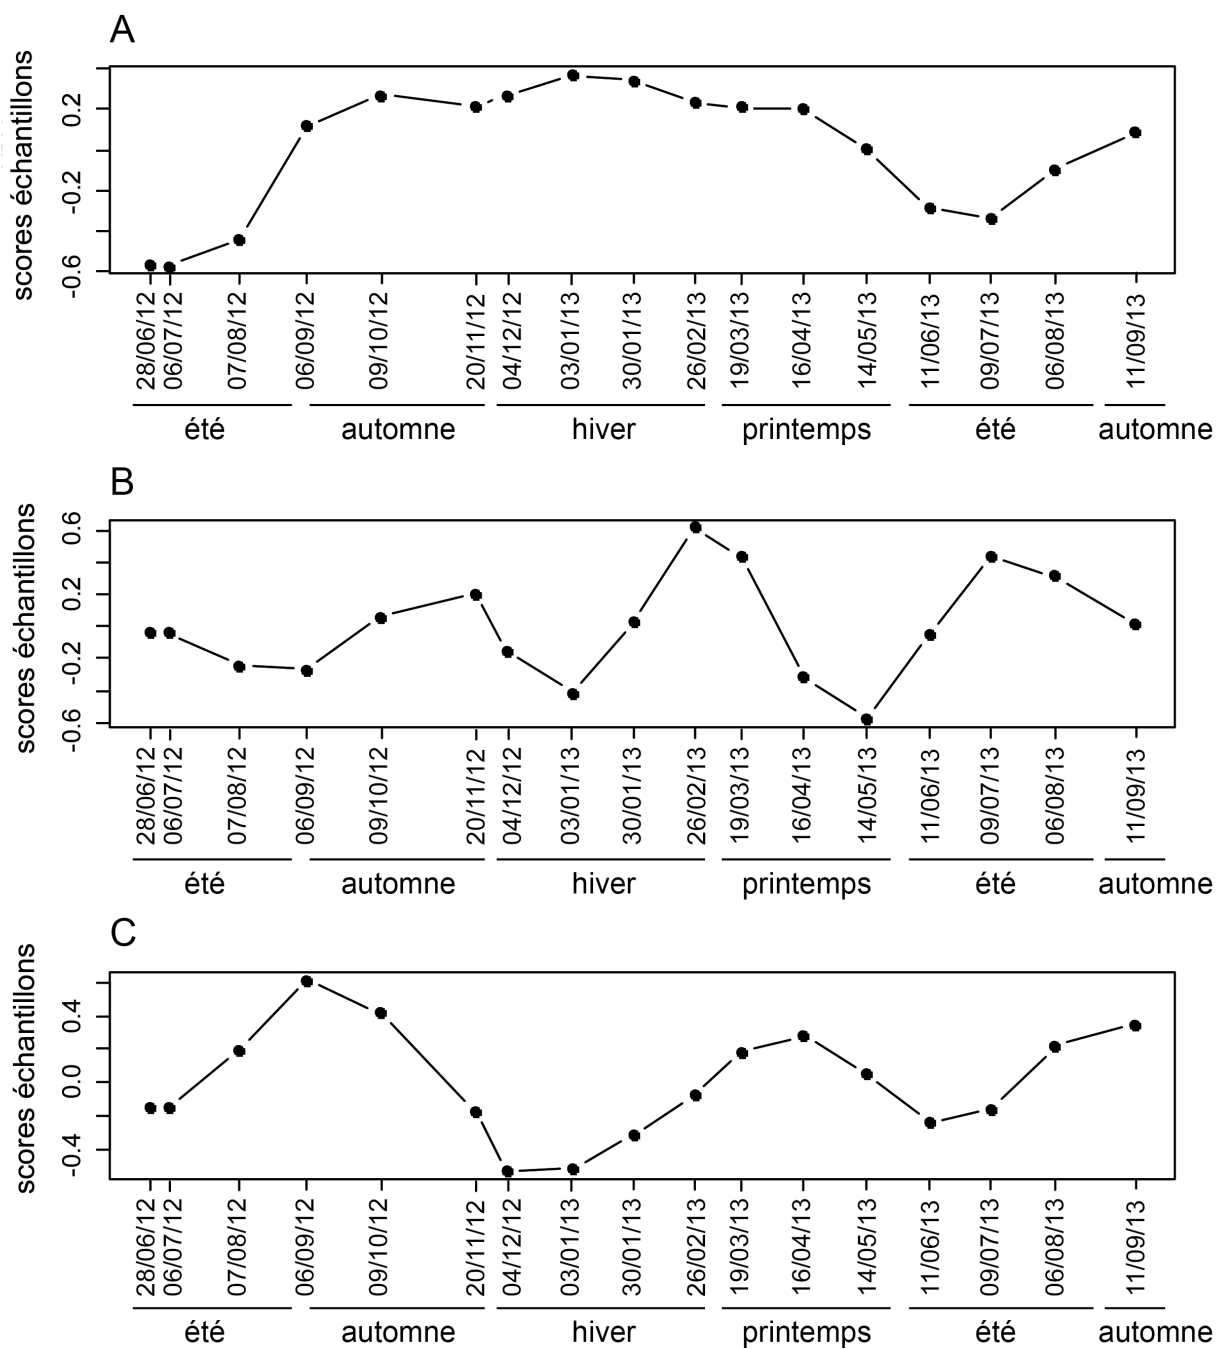 A
scores échantillons
0.2
-0.2
-0.6
28/06/12 06/07/12 07/08/12 06/09/12 09/10/12 20/11/12 04/12/12 03/01/13 30/01/13 26/02/13 19/03/13 16/04/13 14/05/13 11/06/13 09/07/13 06/08/13 11/09/13
été automne hiver printemps été automne
B
scores échantillons
0.6
0.2
-0.2
-0.6
28/06/12 06/07/12 07/08/12 06/09/12 09/10/12 20/11/12 04/12/12 03/01/13 30/01/13 26/02/13 19/03/13 16/04/13 14/05/13 11/06/13 09/07/13 06/08/13 11/09/13
été automne hiver printemps été automne
C
scores échantillons
0.4
0.0
-0.4
28/06/12 06/07/12 07/08/12 06/09/12 09/10/12 20/11/12 04/12/12 03/01/13 30/01/13 26/02/13 19/03/13 16/04/13 14/05/13 11/06/13 09/07/13 06/08/13 11/09/13
été automne hiver printemps été automne